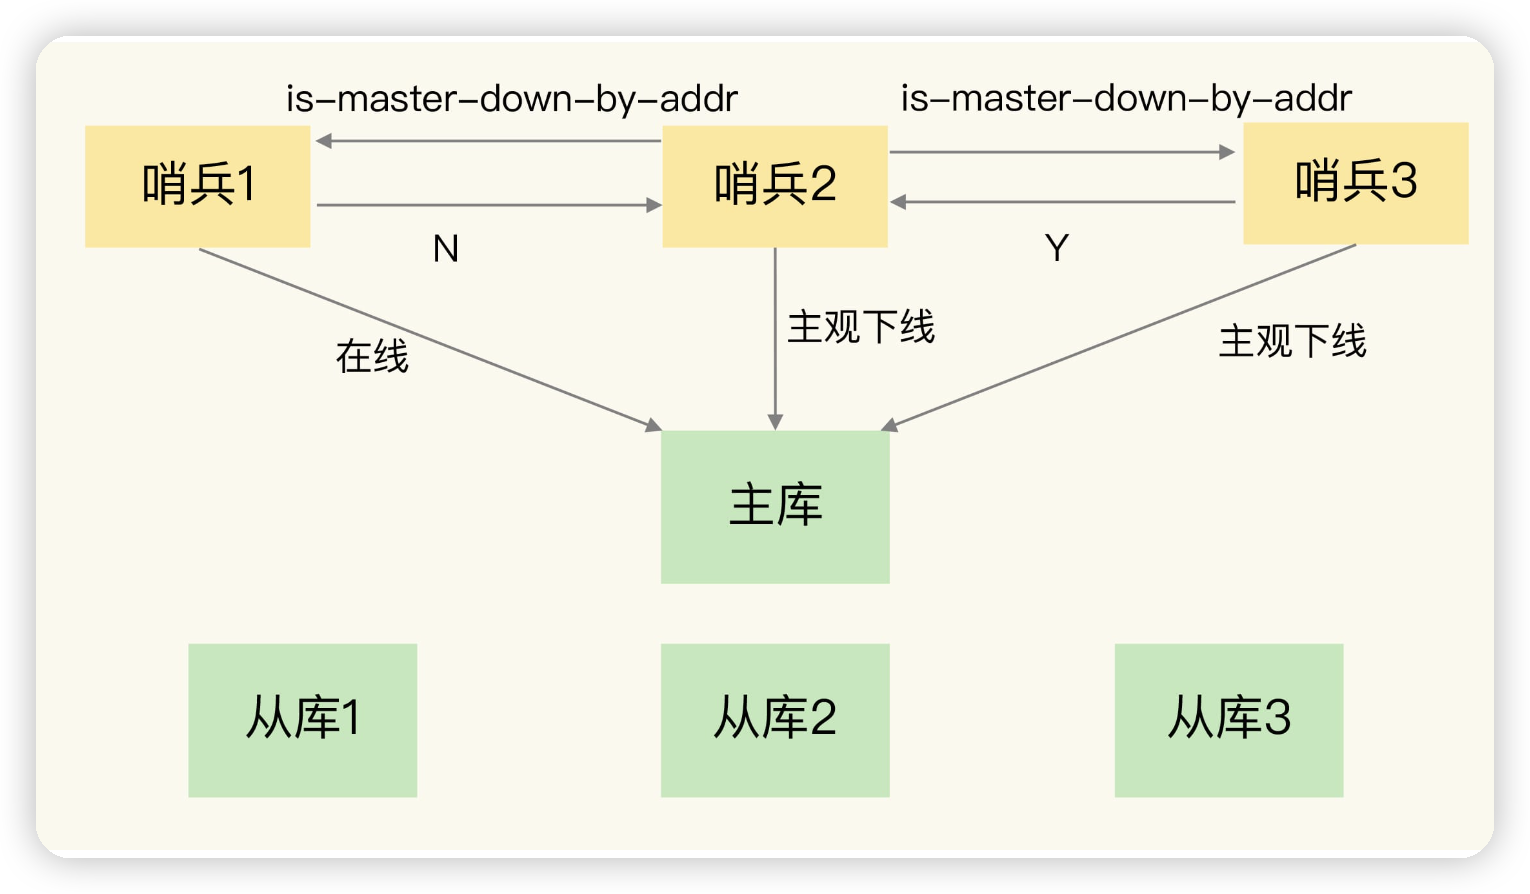 is-master-down-by-addr
is-master-down-by-addr
哨兵1
哨兵2
哨兵3
N
Y
在线
主观下线
主观下线
主库
从库1
从库2
从库3